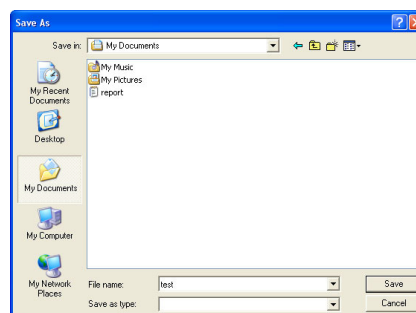 Save As
Save in:
My Documents
My Recent
Documents
Desktop
My Documents
My Computer
My Network
Places
My Music
My Pictures
report
File name:
test
Save
Save as type:
Cancel